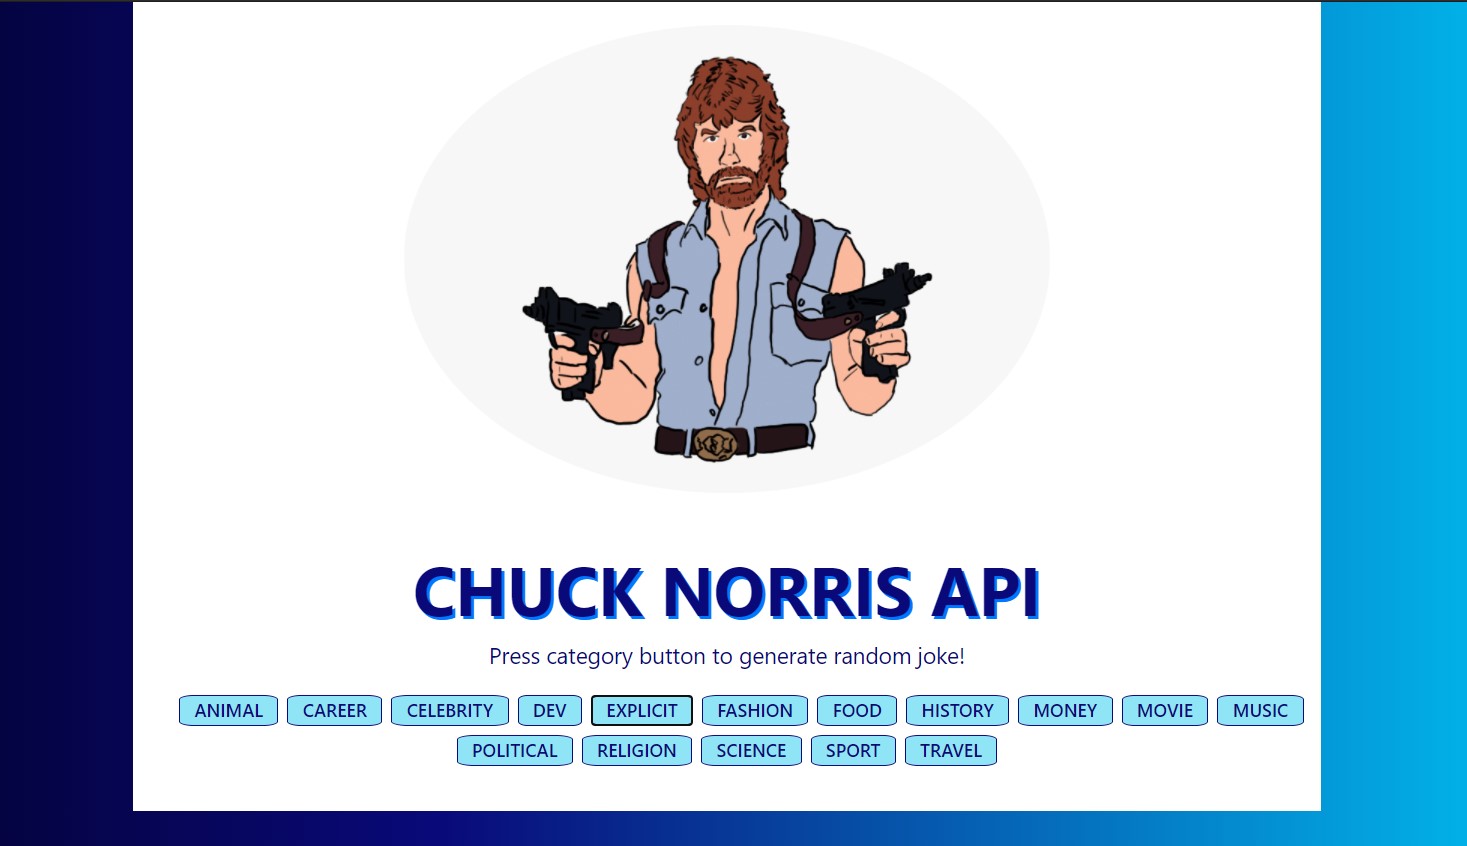 CHUCK NORRIS API
Press category button to generate random joke!
ANIMAL CAREER CELEBRITY DEV EXPLICIT FASHION FOOD HISTORY MONEY MOVIE MUSIC
POLITICAL RELIGION SCIENCE SPORT TRAVEL